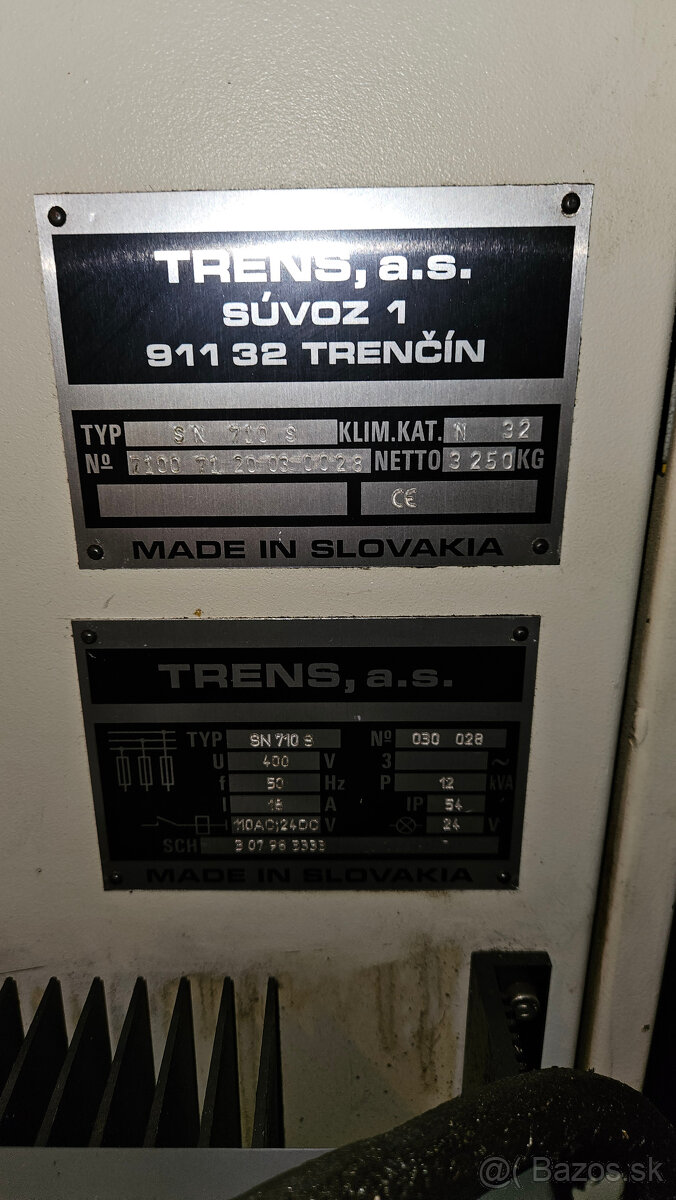 TRENS, a.s.
SÚVOZ 1
911 32 TRENČÍN
TYP SN 710 S KLIM.KAT. N 32
Nº 7100 71 20 03 0028 NETTO 3 250 KG
CE
MADE IN SLOVAKIA
TRENS, a.s.
TYP SN 710 S Nº 030 028
U 400 V 3 ~
f 50 Hz P 12 kVA
I 18 A IP 54
110AC;24DC V 24 V
SCH 3 07 96 5333
MADE IN SLOVAKIA
@( Bazos.sk